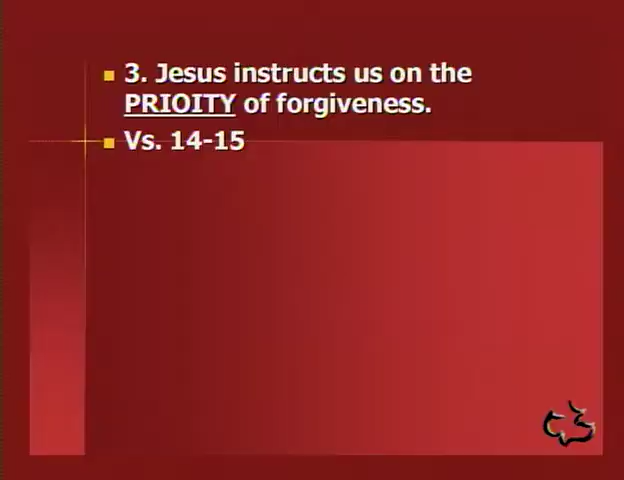 3. Jesus instructs us on the
PRIOITY of forgiveness.
Vs. 14-15